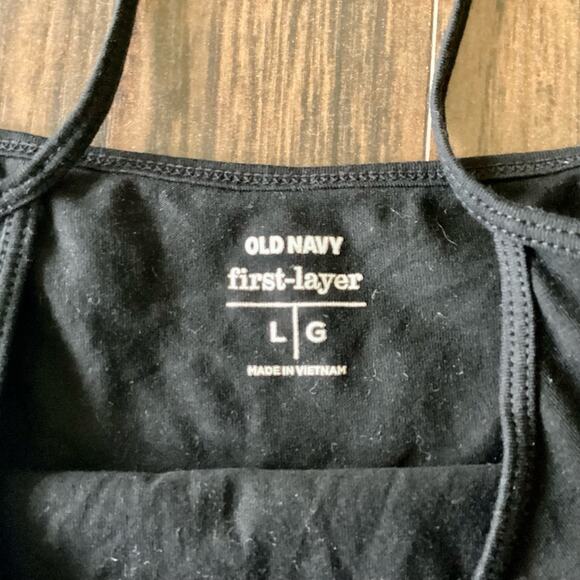 OLD NAVY
first-layer
L | G
MADE IN VIETNAM